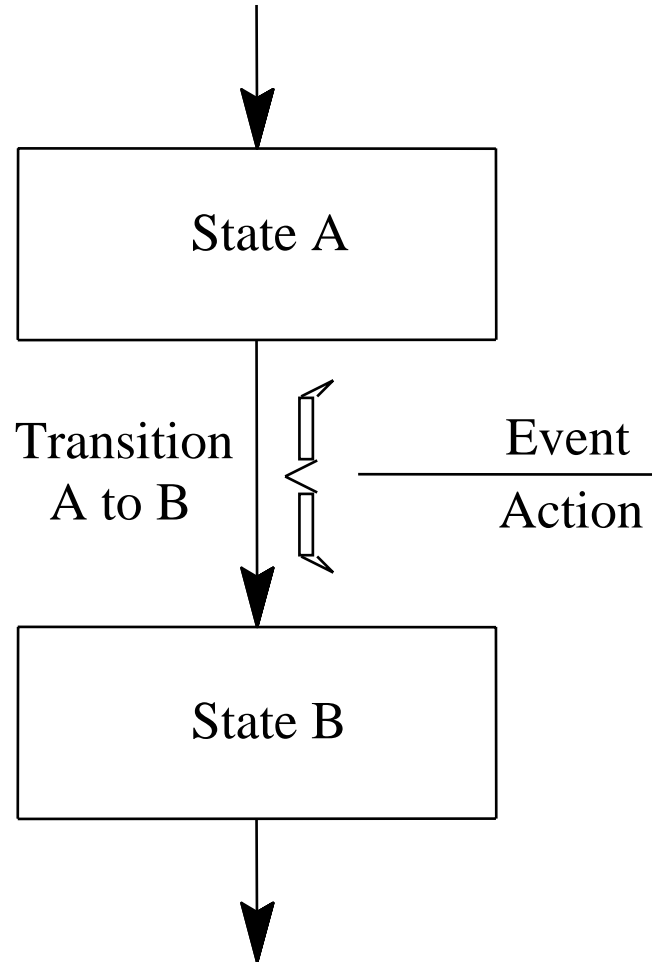 State A
Transition
A to B
Event
Action
State B